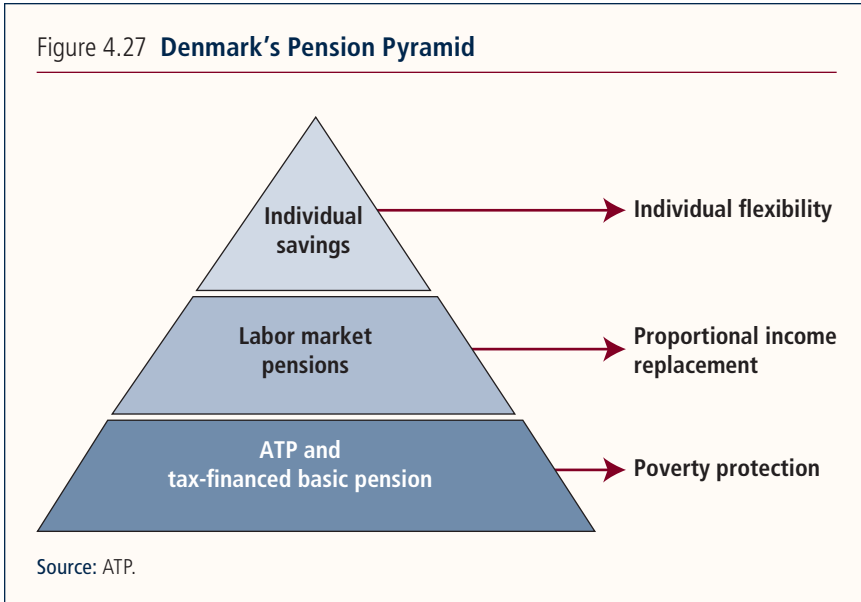 Figure 4.27 Denmark's Pension Pyramid
Individual
savings
Individual flexibility
Labor market
pensions
Proportional income
replacement
ATP and
tax-financed basic pension
Poverty protection
Source: ATP.